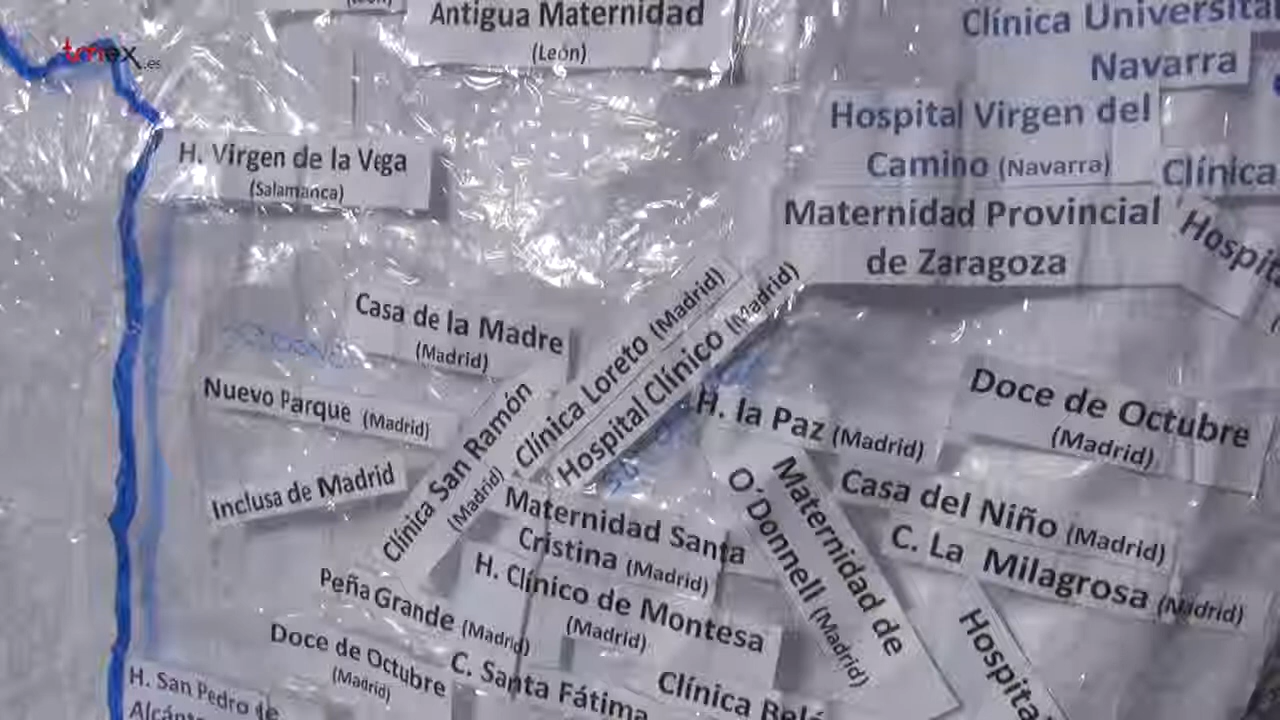 tmex.es
Antigua Maternidad
(León)
Clínica
Navarra
Hospital Virgen del
Camino (Navarra)
Clínica
H. Virgen de la Vega
(Salamanca)
Maternidad Provincial
de Zaragoza
Casa de la Madre
(Madrid)
Nuevo Parque (Madrid)
Inclusa de Madrid
Clínica San Ramón
(Madrid)
Clínica Loreto (Madrid)
Hospital Clínico (Madrid)
H. la Paz (Madrid)
Doce de Octubre
(Madrid)
Casa del Niño (Madrid)
C. La Milagrosa (Madrid)
Maternidad de
O´Donnell (Madrid)
Maternidad Santa
Cristina (Madrid)
H. Clínico de Montesa
(Madrid)
Peña Grande (Madrid)
Doce de Octubre
(Madrid)
C. Santa Fátima
Clínica
H. San Pedro de